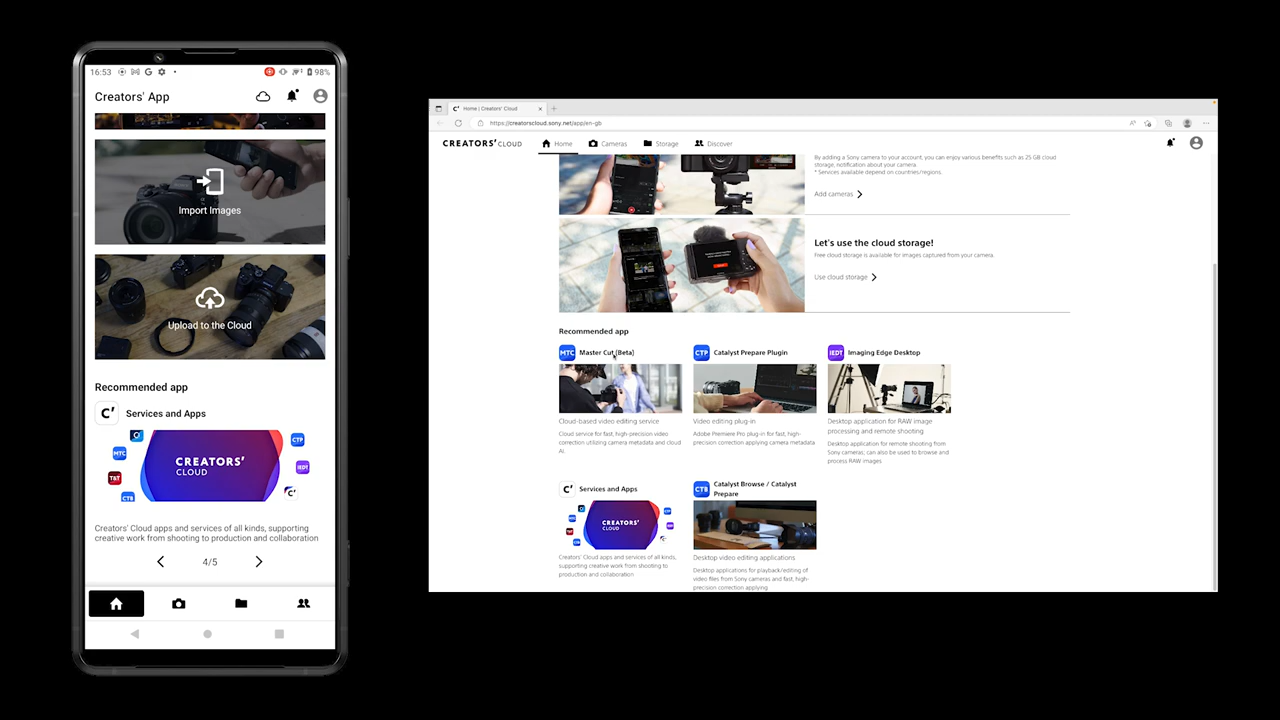 16:53
98%
Creators' App
Import Images
Upload to the Cloud
Recommended app
C' Services and Apps
CTP
MTC
CREARORS'
CLOUD
IEDT
T&T
C'
CTB
Creators' Cloud apps and services of all kinds, supporting
creative work from shooting to production and collaboration
4/5
C' Home | Creators' Cloud
https://creatorscloud.sony.net/app/en-gb
CREATORS' CLOUD
Home
Cameras
Storage
Discover
By adding a Sony camera to your account, you can enjoy various benefits such as 25 GB cloud
storage, notification about your camera.
* Services available depend on countries/regions.
Add cameras
Let's use the cloud storage!
Free cloud storage is available for images captured from your camera.
Use cloud storage
Recommended app
MTC Master Cut (Beta)
Cloud-based video editing service
Cloud service for fast, high-precision video
correction utilizing camera metadata and cloud
AI.
CTP Catalyst Prepare Plugin
Video editing plug-in
Adobe Premiere Pro plug-in for fast, high-
precision correction applying camera metadata
IEDT Imaging Edge Desktop
Desktop application for RAW image
processing and remote shooting
Desktop application for remote shooting from
Sony cameras; can also be used to browse and
process RAW images
C' Services and Apps
CREATORS'
CLOUD
Creators' Cloud apps and services of all kinds,
supporting creative work from shooting to
production and collaboration
CTB Catalyst Browse / Catalyst
Prepare
Desktop video editing applications
Desktop applications for playback/editing of
video files from Sony cameras and fast, high-
precision correction applying